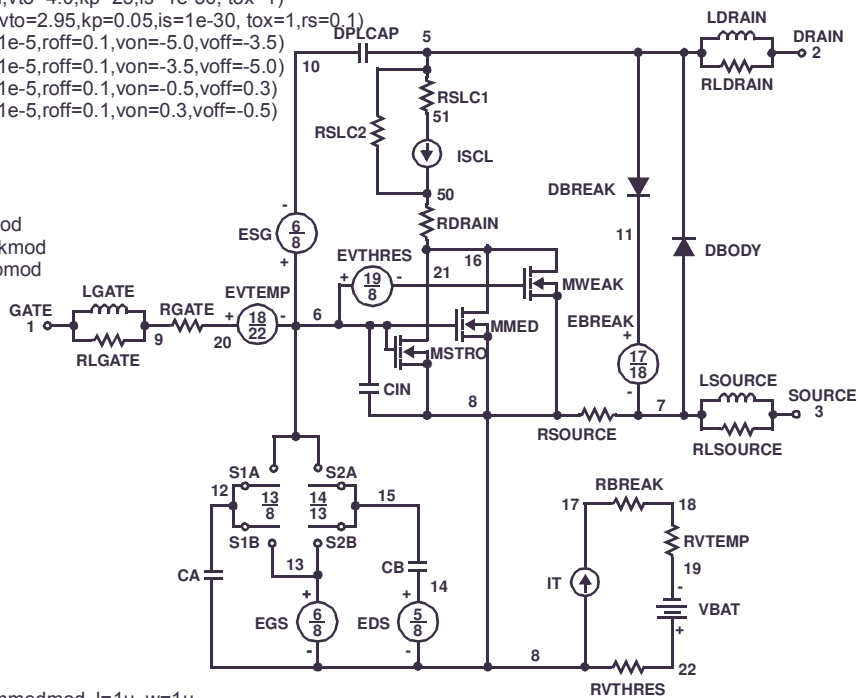 vto=2.95,kp=0.05,is=1e-30, tox=1,rs=0.1)
1e-5,roff=0.1,von=-5.0,voff=-3.5)
1e-5,roff=0.1,von=-3.5,voff=-5.0)
1e-5,roff=0.1,von=-0.5,voff=0.3)
1e-5,roff=0.1,von=0.3,voff=-0.5)
DPLCAP
5
10
LDRAIN
DRAIN
2
RLDRAIN
RSLC1
51
RSLC2
ISCL
50
RDRAIN
DBREAK
11
DBODY
od
kmod
omod
-
ESG
6
8
+
EVTHRES
+
19
8
-
21
16
MWEAK
LGATE
GATE
1
RLGATE
9
RGATE
20
EVTEMP
+
18
22
-
6
MMED
MSTRO
CIN
EBREAK
+
17
18
-
8
RSOURCE
7
LSOURCE
SOURCE
3
RLSOURCE
S1A
S2A
12
13
8
14
13
15
S1B
S2B
13
CA
CB
14
+
EGS
6
8
-
+
EDS
5
8
-
8
RBREAK
17
18
RVTEMP
19
IT
-
VBAT
+
22
RVTHRES